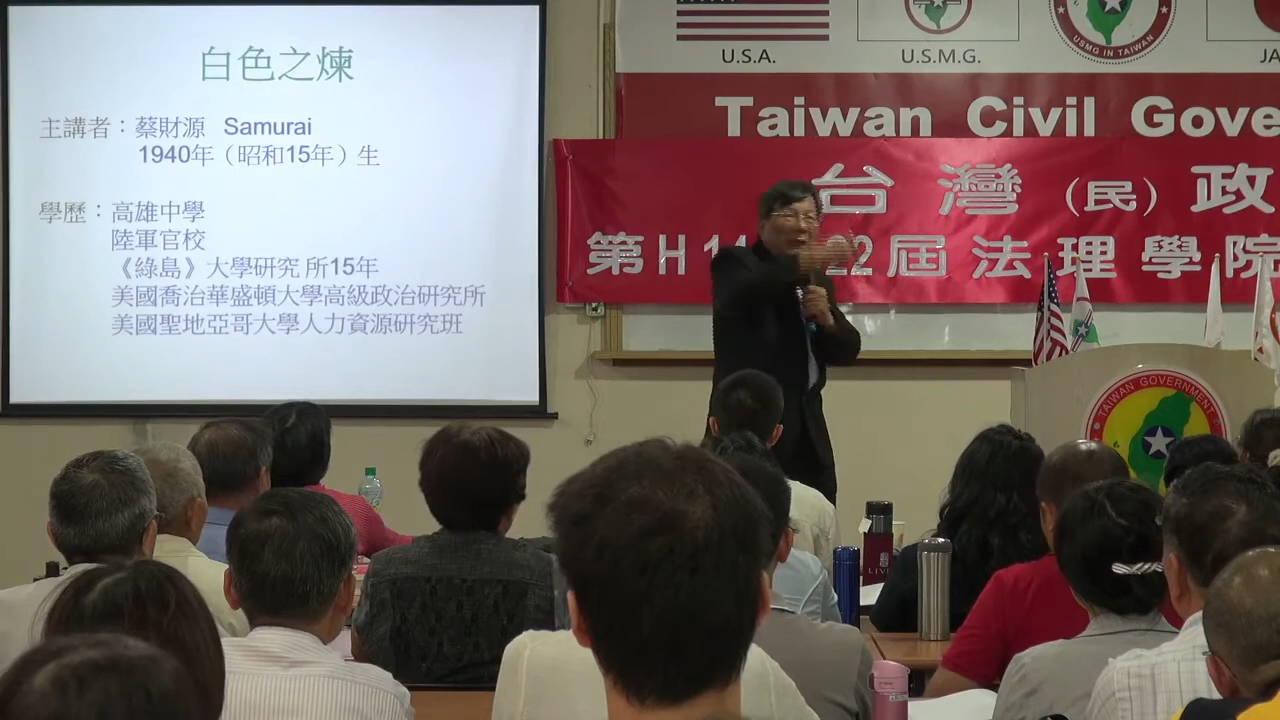 白色之煉
主講者：蔡財源 Samurai
1940年（昭和15年）生
學歷：高雄中學
陸軍官校
《綠島》大學研究 所15年
美國喬治華盛頓大學高級政治研究所
美國聖地亞哥大學人力資源研究班
U.S.A.
U.S.M.G.
USMG IN TAIWAN
JA
Taiwan Civil Gove
台灣（民）政
第H14 22屆法理學院
TAIWAN GOVERNMENT
LIV